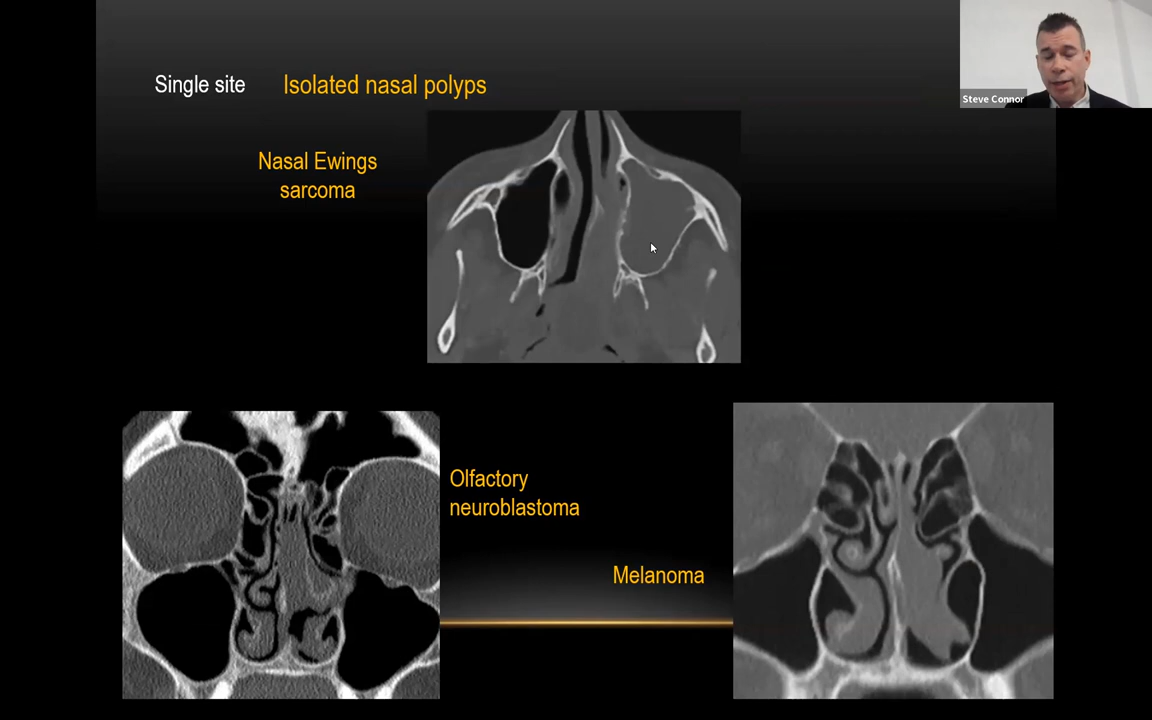 Single site
Isolated nasal polyps
Steve Connor
Nasal Ewings
sarcoma
Olfactory
neuroblastoma
Melanoma